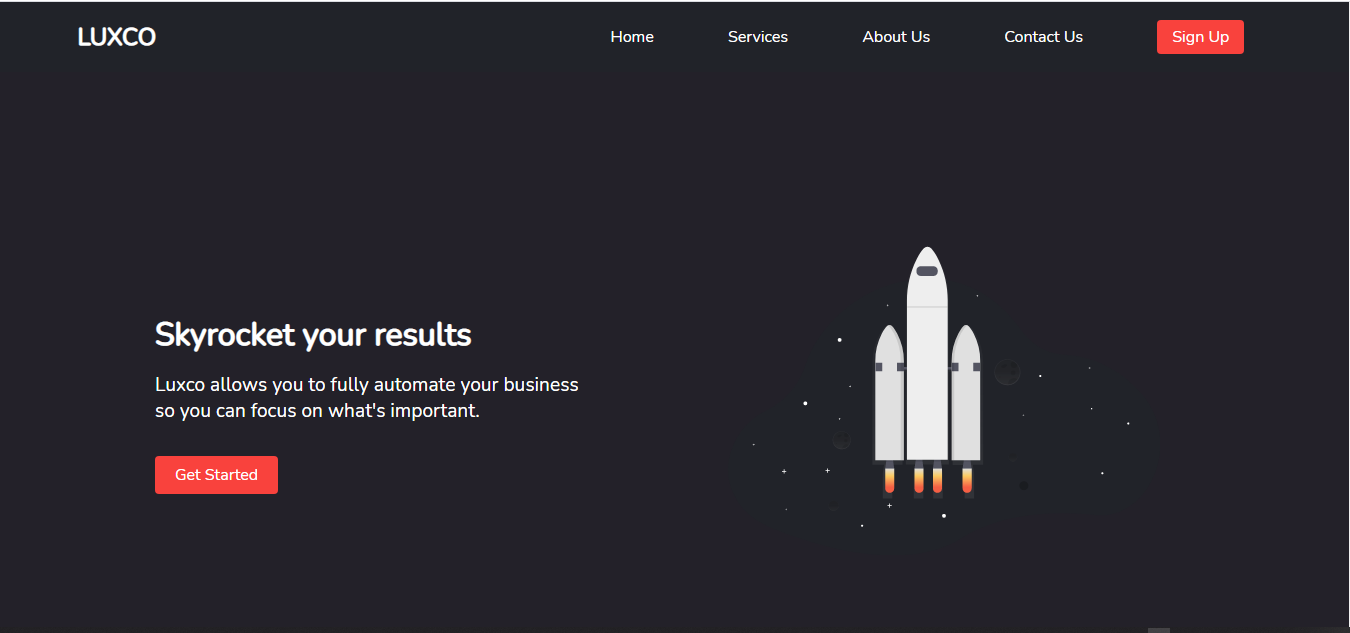 LUXCO
Home Services About Us Contact Us Sign Up
Skyrocket your results
Luxco allows you to fully automate your business
so you can focus on what's important.
Get Started